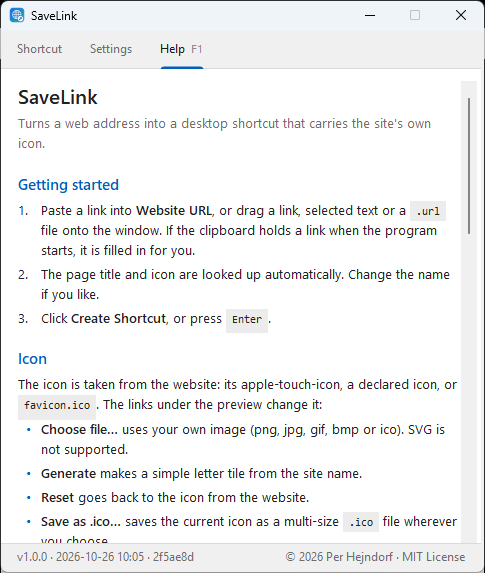 SaveLink
Shortcut Settings Help F1
SaveLink
Turns a web address into a desktop shortcut that carries the site's own
icon.
Getting started
1. Paste a link into Website URL, or drag a link, selected text or a .url
file onto the window. If the clipboard holds a link when the program
starts, it is filled in for you.
2. The page title and icon are looked up automatically. Change the name
if you like.
3. Click Create Shortcut, or press Enter.
Icon
The icon is taken from the website: its apple-touch-icon, a declared icon, or
favicon.ico. The links under the preview change it:
• Choose file... uses your own image (png, jpg, gif, bmp or ico). SVG is
not supported.
• Generate makes a simple letter tile from the site name.
• Reset goes back to the icon from the website.
• Save as .ico... saves the current icon as a multi-size .ico file wherever
you choose.
v1.0.0 · 2026-10-26 10:05 · 2f5ae8d © 2026 Per Hejndorf · MIT License